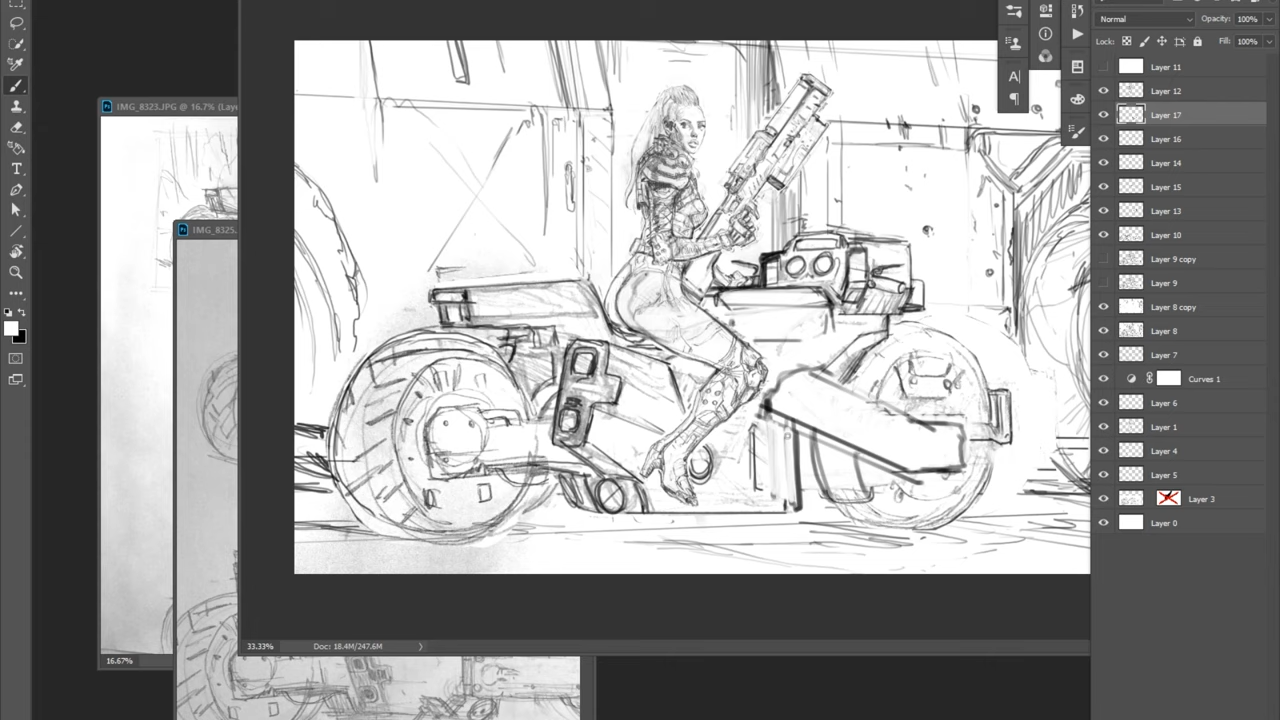 IMG_8323.JPG @ 16.7% (Laye
IMG_8325.
Normal
Opacity: 100%
Lock:
Fill: 100%
Layer 11
Layer 12
Layer 17
Layer 16
Layer 14
Layer 15
Layer 13
Layer 10
Layer 9 copy
Layer 9
Layer 8 copy
Layer 8
Layer 7
Curves 1
Layer 6
Layer 1
Layer 4
Layer 5
Layer 3
Layer 0
33.33%
Doc: 18.4M/247.6M
16.67%